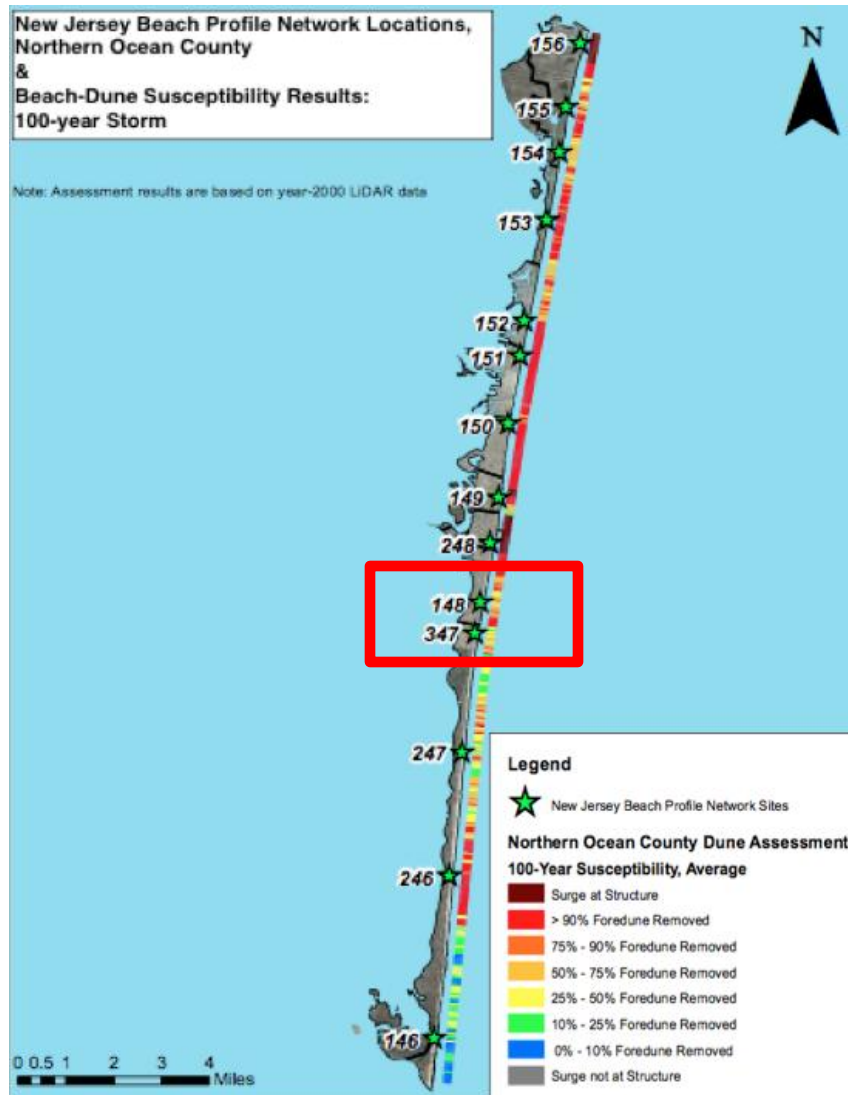 New Jersey Beach Profile Network Locations,
Northern Ocean County
&
Beach-Dune Susceptibility Results:
100-year Storm
Note: Assessment results are based on year-2000 LiDAR data
N
156
155
154
153
152
151
150
149
248
148
347
247
246
146
0 0.5 1 2 3 4
Miles
Legend
New Jersey Beach Profile Network Sites
Northern Ocean County Dune Assessment
100-Year Susceptibility, Average
Surge at Structure
> 90% Foredune Removed
75% - 90% Foredune Removed
50% - 75% Foredune Removed
25% - 50% Foredune Removed
10% - 25% Foredune Removed
0% - 10% Foredune Removed
Surge not at Structure